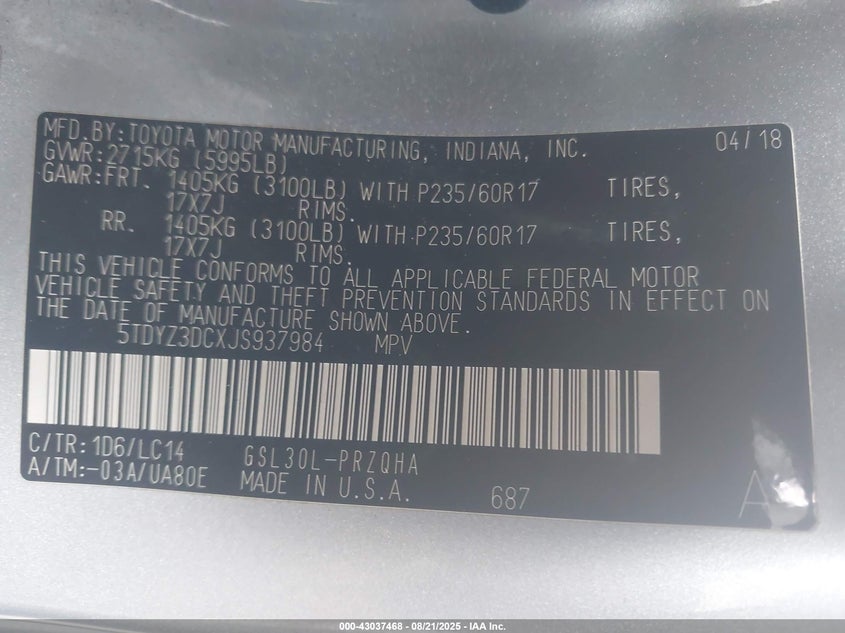 MFD.BY:TOYOTA MOTOR MANUFACTURING, INDIANA, INC. 04/18
GVWR:2715KG (5995LB)
GAWR:FRT. 1405KG (3100LB) WITH P235/60R17 TIRES,
17X7J RIMS.
RR. 1405KG (3100LB) WITH P235/60R17 TIRES,
17X7J RIMS.
THIS VEHICLE CONFORMS TO ALL APPLICABLE FEDERAL MOTOR
VEHICLE SAFETY AND THEFT PREVENTION STANDARDS IN EFFECT ON
THE DATE OF MANUFACTURE SHOWN ABOVE.
5TDYZ3DCXJS937984 MPV
C/TR:1D6/LC14 GSL30L-PRZQHA
A/TM:-03A/UA80E MADE IN U.S.A. 687 A
000-43037468 - 08/21/2025 - IAA Inc.